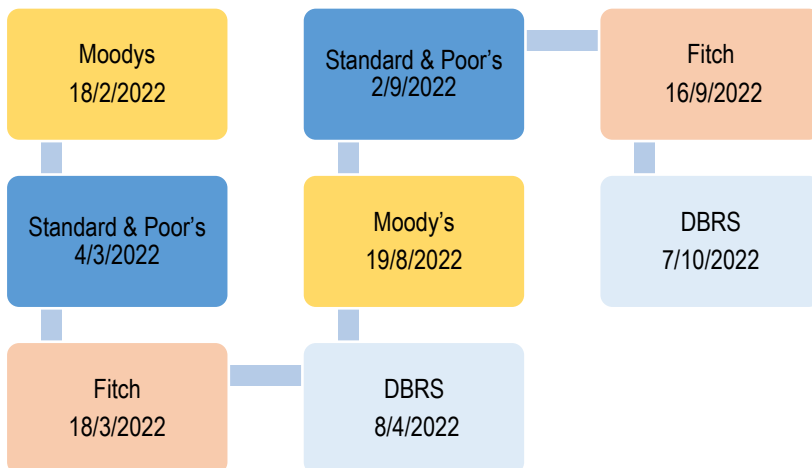 Moodys
18/2/2022
Standard & Poor's
4/3/2022
Fitch
18/3/2022
DBRS
8/4/2022
Moody's
19/8/2022
Standard & Poor's
2/9/2022
Fitch
16/9/2022
DBRS
7/10/2022